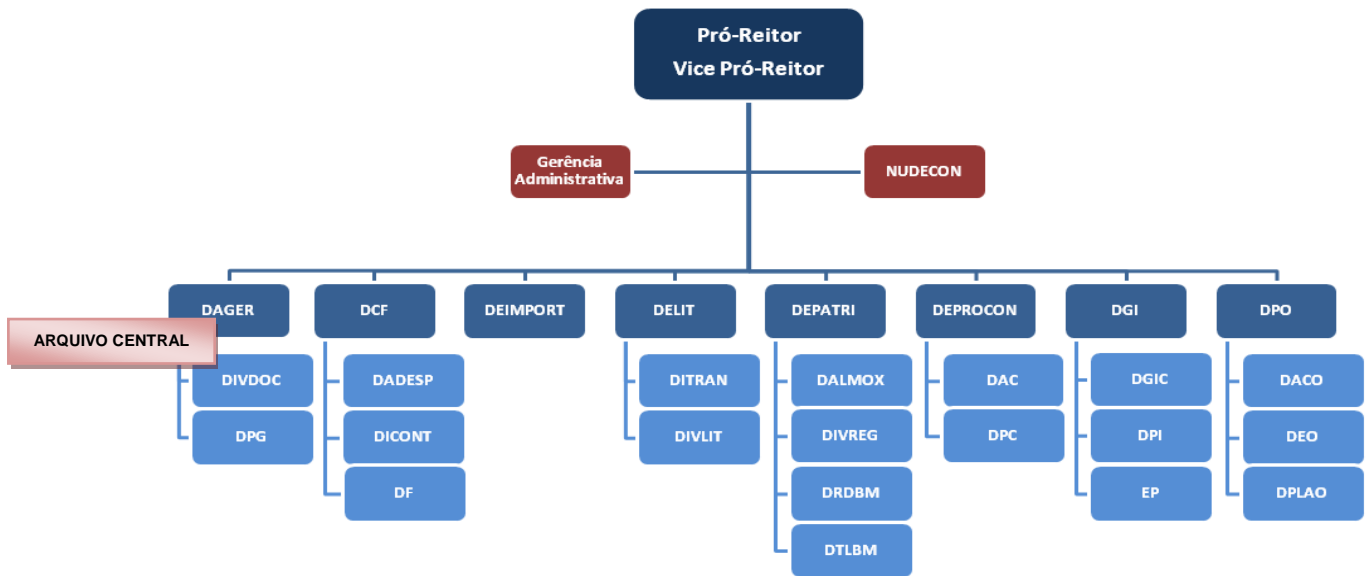 Pró-Reitor
Vice Pró-Reitor
Gerência
Administrativa
NUDECON
DAGER
DCF
DEIMPORT
DELIT
DEPATRI
DEPROCON
DGI
DPO
ARQUIVO CENTRAL
DIVDOC
DADESP
DITRAN
DALMOX
DAC
DGIC
DACO
DPG
DICONT
DIVLIT
DIVREG
DPC
DPI
DEO
DF
DRDBM
EP
DPLAO
DTLBM